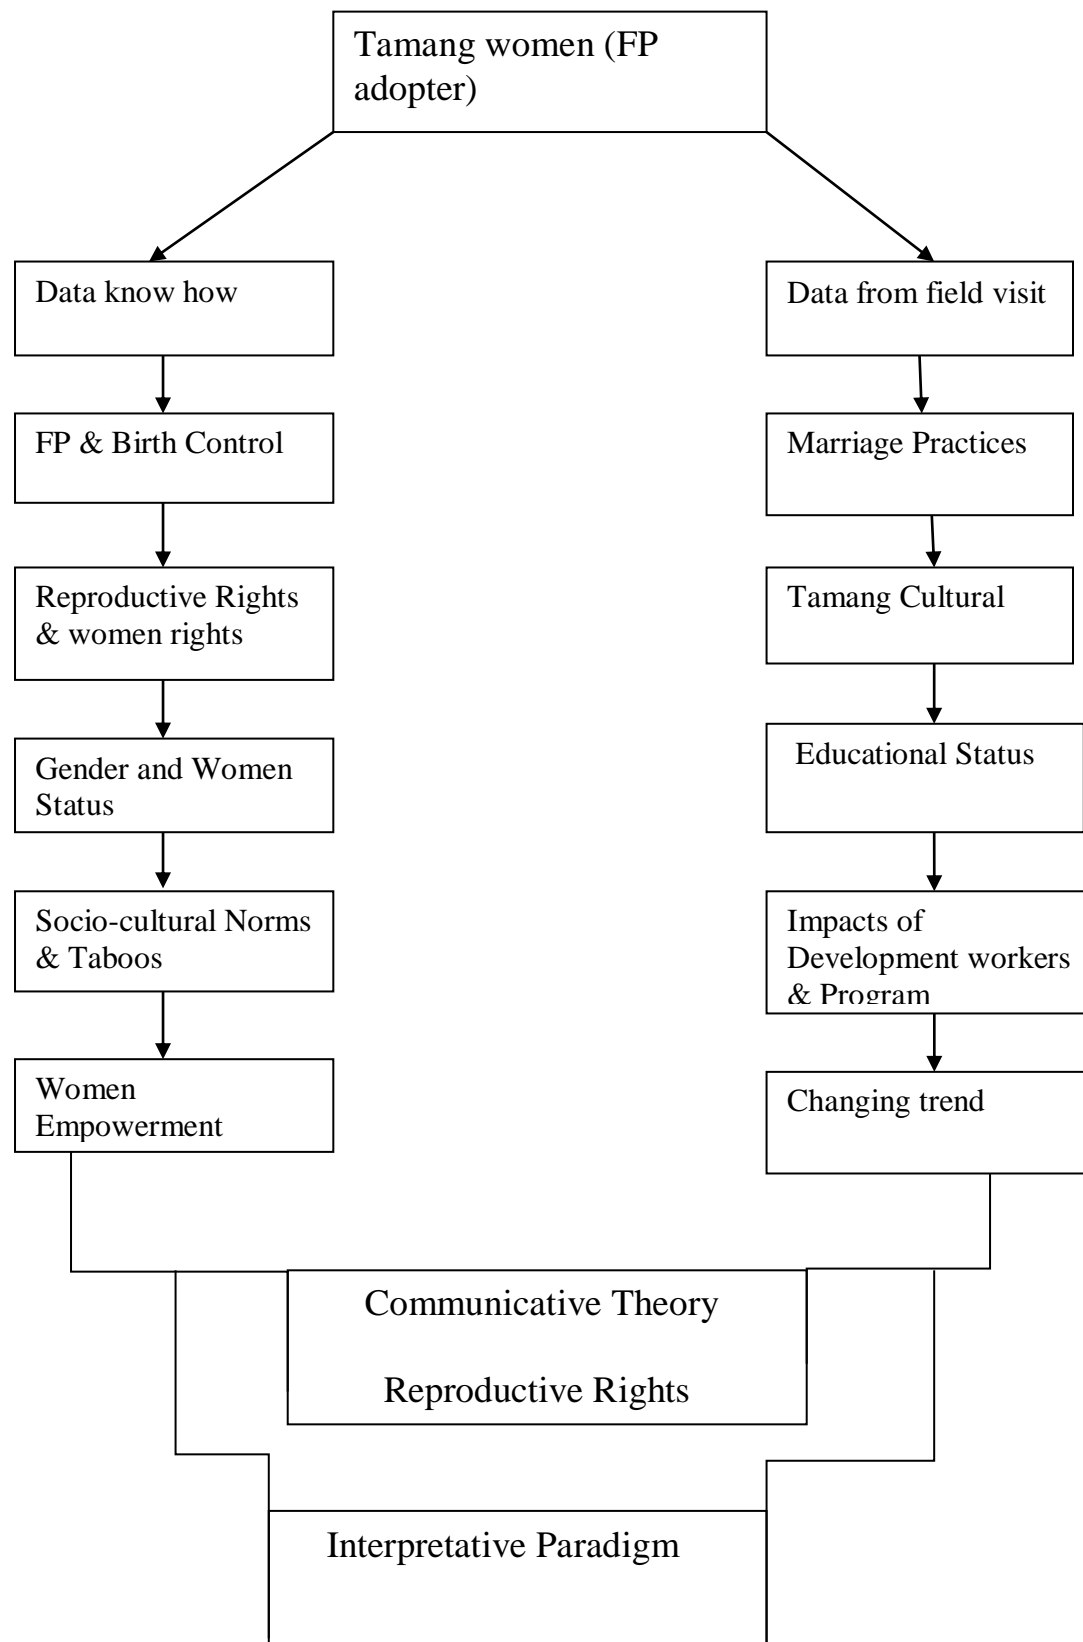 Tamang women (FP
adopter)
Data know how
FP & Birth Control
Reproductive Rights
& women rights
Gender and Women
Status
Socio-cultural Norms
& Taboos
Women
Empowerment
Data from field visit
Marriage Practices
Tamang Cultural
Educational Status
Impacts of
Development workers
& Program
Changing trend
Communicative Theory
Reproductive Rights
Interpretative Paradigm